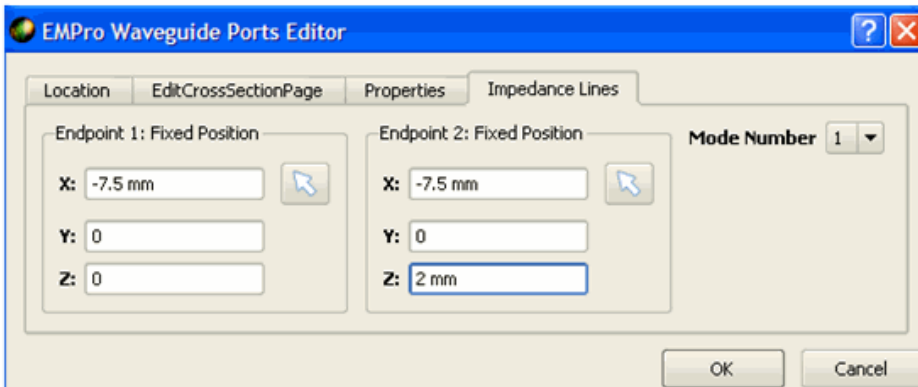 EMPro Waveguide Ports Editor
Location EditCrossSectionPage Properties Impedance Lines
Endpoint 1: Fixed Position Endpoint 2: Fixed Position Mode Number 1
X: -7.5 mm X: -7.5 mm
Y: 0 Y: 0
Z: 0 Z: 2 mm
OK Cancel